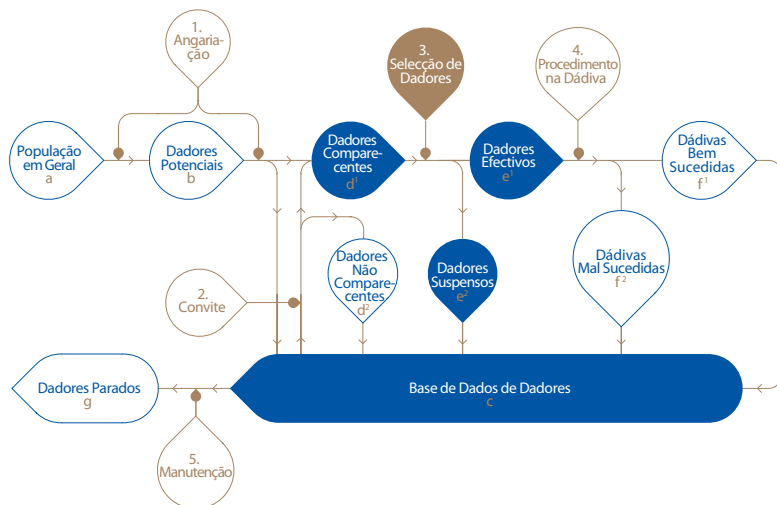 1.
Angaria-
ção
3.
Selecção de
Dadores
4.
Procedimento
na Dádiva
População
em Geral
a
Dadores
Potenciais
b
Dadores
Compare-
centes
d¹
Dadores
Efectivos
e¹
Dádivas
Bem
Sucedidas
f¹
2.
Convite
Dadores
Não
Compare-
centes
d²
Dadores
Suspensos
e²
Dádivas
Mal Sucedidas
f²
Dadores Parados
g
Base de Dados de Dadores
c
5.
Manutenção